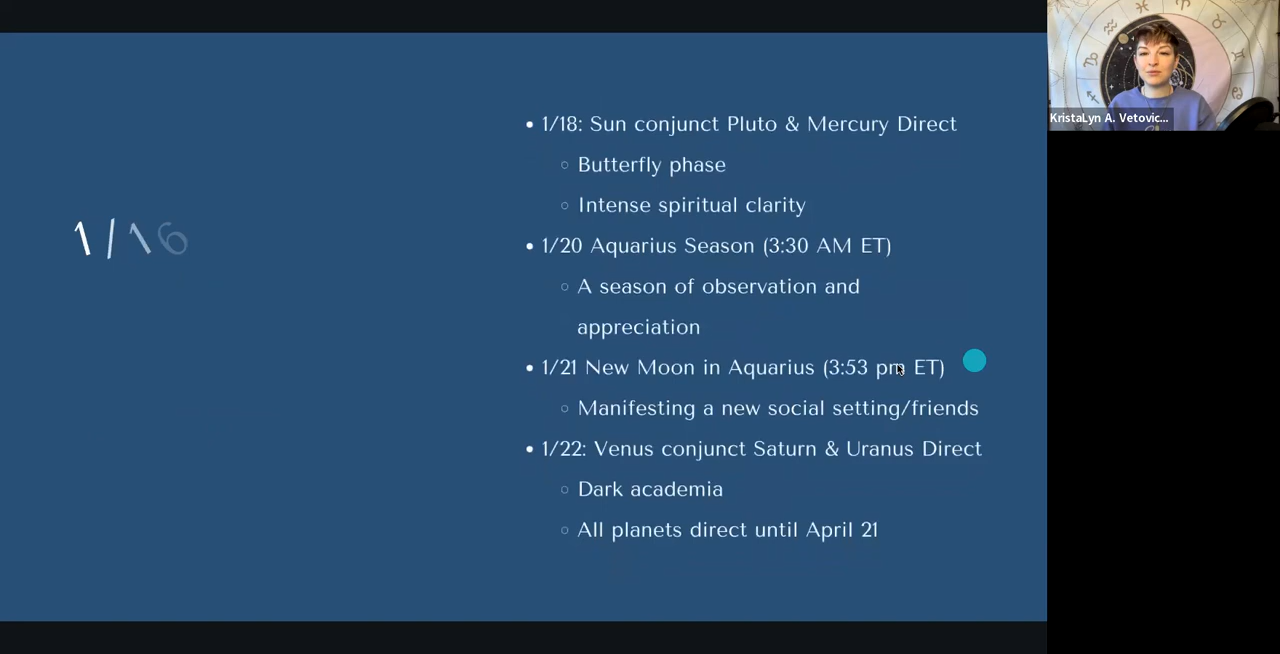 1/16
• 1/18: Sun conjunct Pluto & Mercury Direct
◦ Butterfly phase
◦ Intense spiritual clarity
• 1/20 Aquarius Season (3:30 AM ET)
◦ A season of observation and
appreciation
• 1/21 New Moon in Aquarius (3:53 pm ET)
◦ Manifesting a new social setting/friends
• 1/22: Venus conjunct Saturn & Uranus Direct
◦ Dark academia
◦ All planets direct until April 21
KristaLyn A. Vetovic...